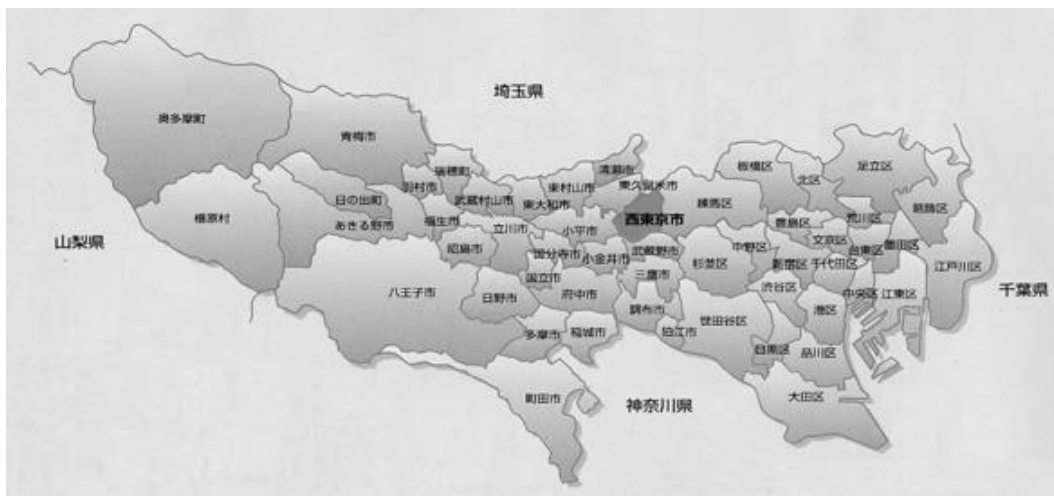 埼玉県
奥多摩町
青梅市
瑞穂町
清瀬市
板橋区
北区
足立区
羽村市
東村山市
東久留米市
日の出町
武蔵村山市
東大和市
練馬区
葛飾区
檜原村
あきる野市
福生市
立川市
小平市
西東京市
豊島区
荒川区
文京区
台東区
墨田区
山梨県
昭島市
国分寺市
小金井市
武蔵野市
杉並区
中野区
新宿区
千代田区
江戸川区
国立市
三鷹市
渋谷区
千葉県
八王子市
日野市
府中市
中央区
江東区
調布市
世田谷区
港区
多摩市
稲城市
狛江市
目黒区
品川区
町田市
神奈川県
大田区